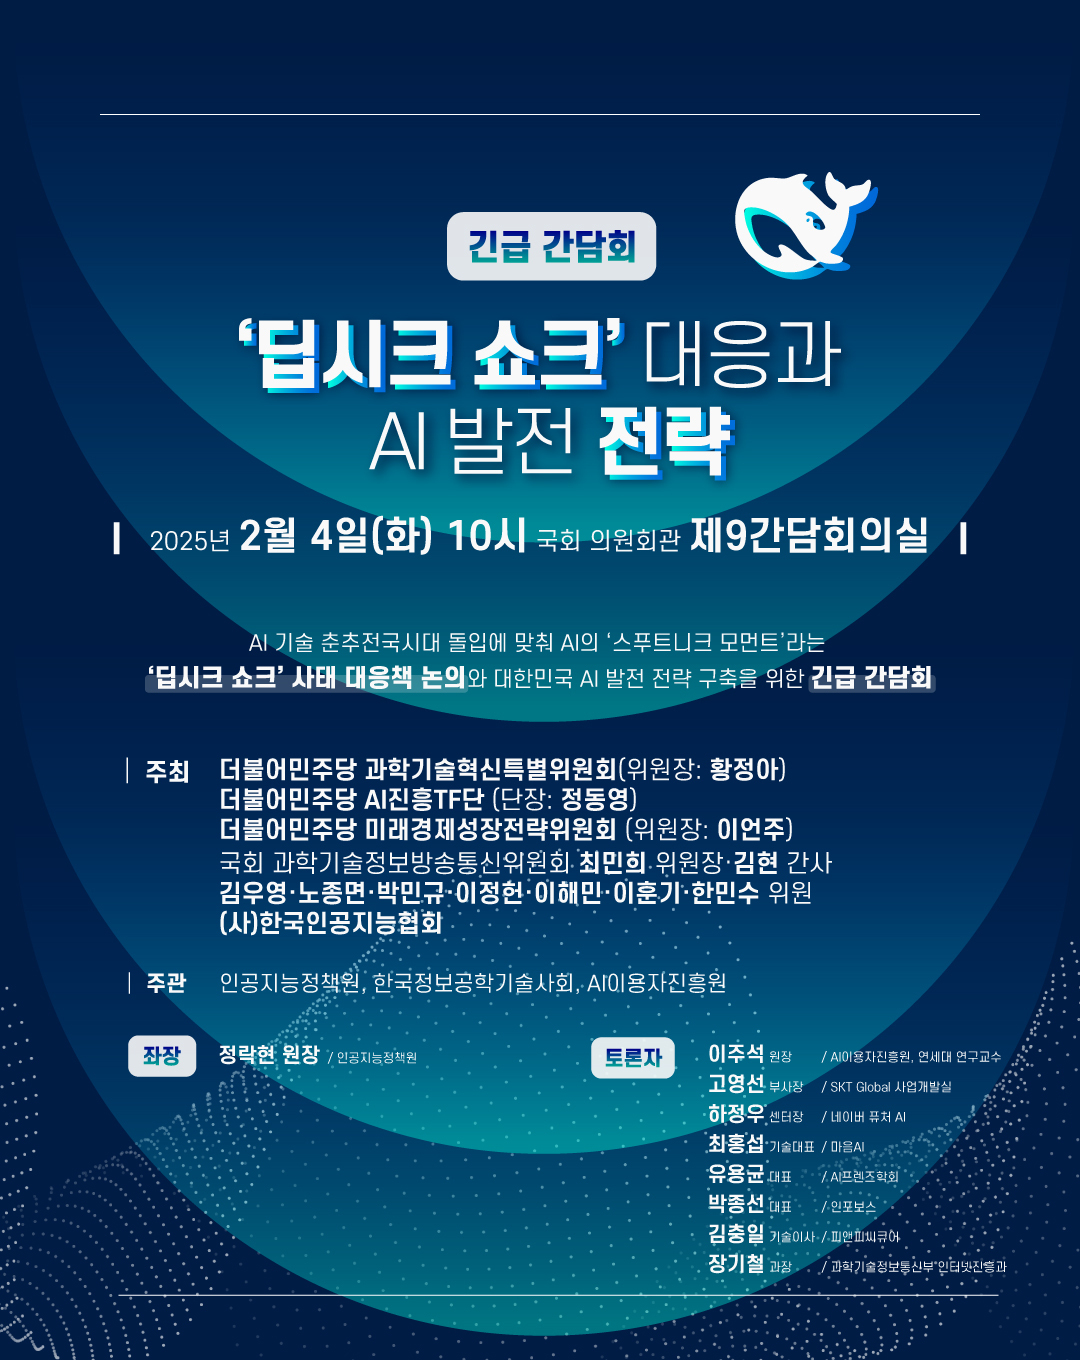 긴급 간담회
‘딥시크 쇼크’ 대응과
AI 발전 전략
2025년 2월 4일(화) 10시 국회 의원회관 제9간담회의실
AI 기술 춘추전국시대 돌입에 맞춰 AI의 ‘스푸트니크 모먼트’라는
‘딥시크 쇼크’ 사태 대응책 논의와 대한민국 AI 발전 전략 구축을 위한 긴급 간담회
주최
더불어민주당 과학기술혁신특별위원회(위원장: 황정아)
더불어민주당 AI진흥TF단 (단장: 정동영)
더불어민주당 미래경제성장전략위원회 (위원장: 이언주)
국회 과학기술정보방송통신위원회 최민희 위원장·김현 간사
김우영·노종면·박민규·이정헌·이해민·이훈기·한민수 위원
(사)한국인공지능협회
주관 인공지능정책원, 한국정보공학기술사회, AI이용자진흥원
좌장 정락현 원장 / 인공지능정책원
토론자
이주석 원장 / AI이용자진흥원, 연세대 연구교수
고영선 부사장 / SKT Global 사업개발실
하정우 센터장 / 네이버 퓨처 AI
최홍섭 기술대표 / 마음AI
유용균 대표 / AI프렌즈학회
박종선 대표 / 인포보스
김충일 기술이사 / 피앤피씨큐어
장기철 과장 / 과학기술정보통신부 인터넷진흥과